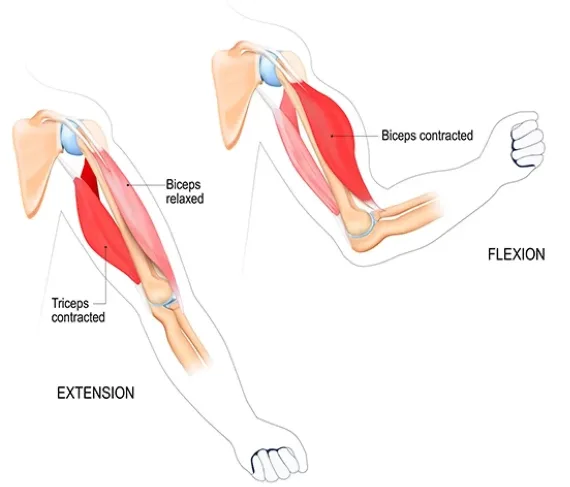 Biceps contracted
Biceps
relaxed
FLEXION
Triceps
contracted
EXTENSION